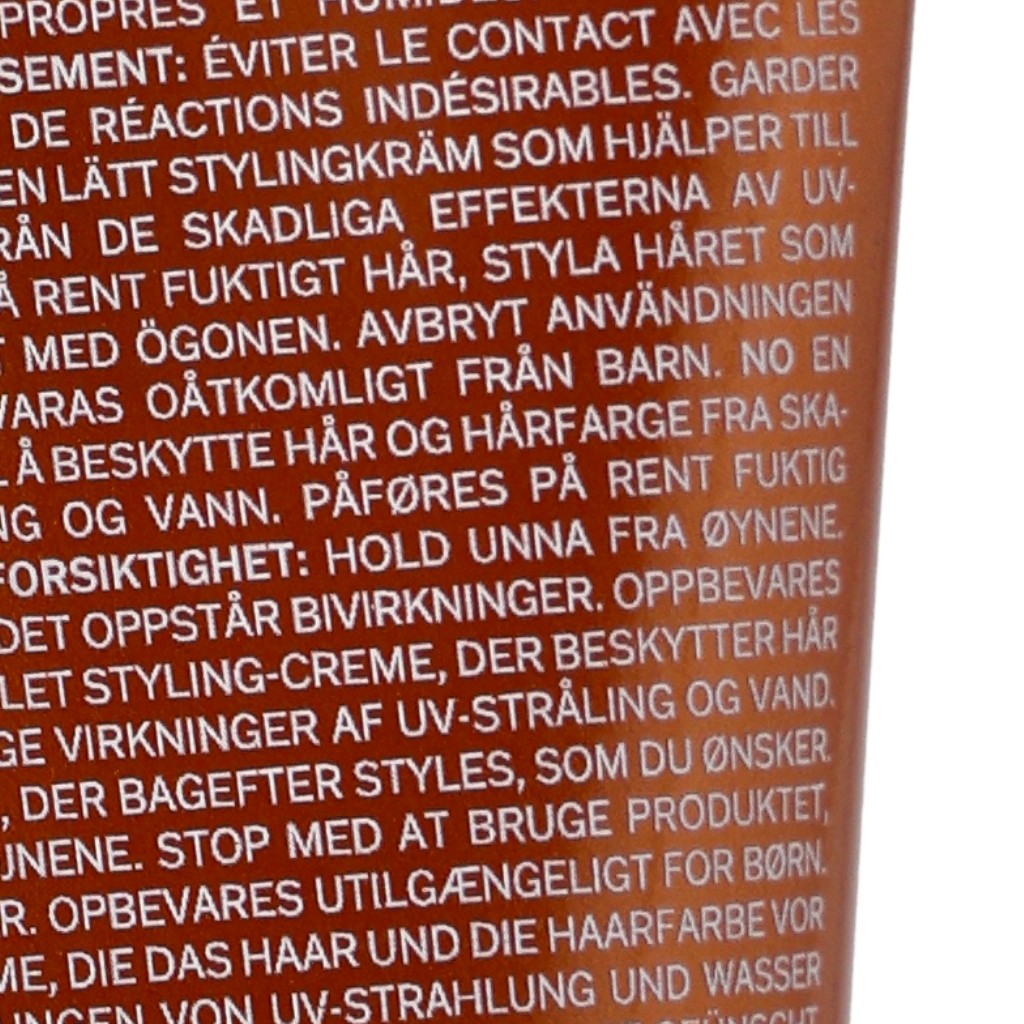 PROPRES ET
SEMENT: ÉVITER LE CONTACT AVEC LES
DE RÉACTIONS INDÉSIRABLES. GARDER
EN LÄTT STYLINGKRÄM SOM HJÄLPER TILL
RÅN DE SKADLIGA EFFEKTERNA AV UV-
Å RENT FUKTIGT HÅR, STYLA HÅRET SOM
T MED ÖGONEN. AVBRYT ANVÄNDNINGEN
VARAS OÅTKOMLIGT FRÅN BARN. NO EN
Å BESKYTTE HÅR OG HÅRFARGE FRA SKA-
NG OG VANN. PÅFØRES PÅ RENT FUKTIG
FORSIKTIGHET: HOLD UNNA FRA ØYNENE.
DET OPPSTÅR BIVIRKNINGER. OPPBEVARES
LET STYLING-CREME, DER BESKYTTER HÅR
GE VIRKNINGER AF UV-STRÅLING OG VAND.
, DER BAGEFTER STYLES, SOM DU ØNSKER.
JNENE. STOP MED AT BRUGE PRODUKTET,
R. OPBEVARES UTILGÆNGELIGT FOR BØRN.
ME, DIE DAS HAAR UND DIE HAARFARBE VOR
NGEN VON UV-STRAHLUNG UND WASSER